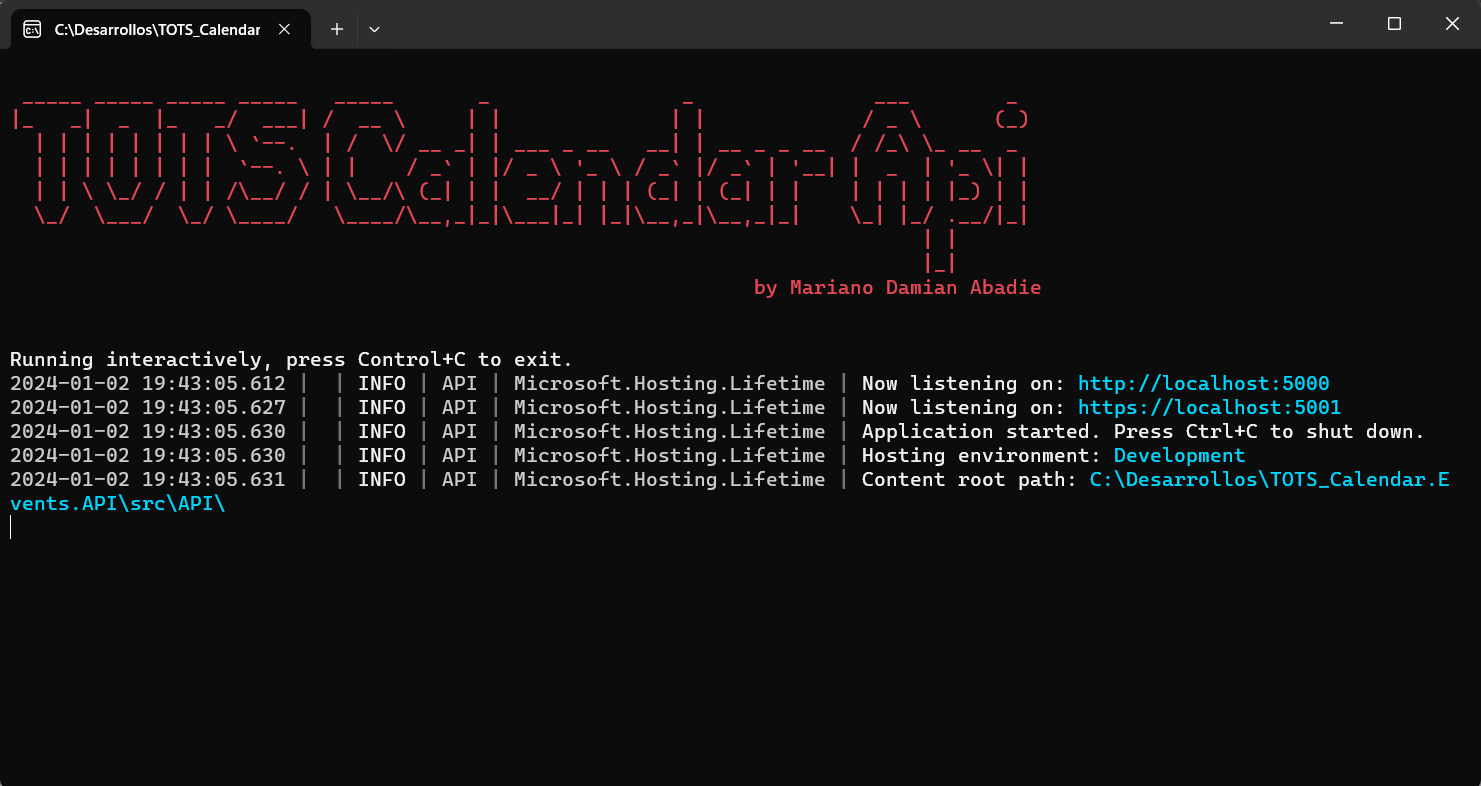 C:\Desarrollos\TOTS_Calendar
TOTS Calendar Api
by Mariano Damian Abadie
Running interactively, press Control+C to exit.
2024-01-02 19:43:05.612 |  | INFO | API | Microsoft.Hosting.Lifetime | Now listening on: http://localhost:5000
2024-01-02 19:43:05.627 |  | INFO | API | Microsoft.Hosting.Lifetime | Now listening on: https://localhost:5001
2024-01-02 19:43:05.630 |  | INFO | API | Microsoft.Hosting.Lifetime | Application started. Press Ctrl+C to shut down.
2024-01-02 19:43:05.630 |  | INFO | API | Microsoft.Hosting.Lifetime | Hosting environment: Development
2024-01-02 19:43:05.631 |  | INFO | API | Microsoft.Hosting.Lifetime | Content root path: C:\Desarrollos\TOTS_Calendar.E
vents.API\src\API\